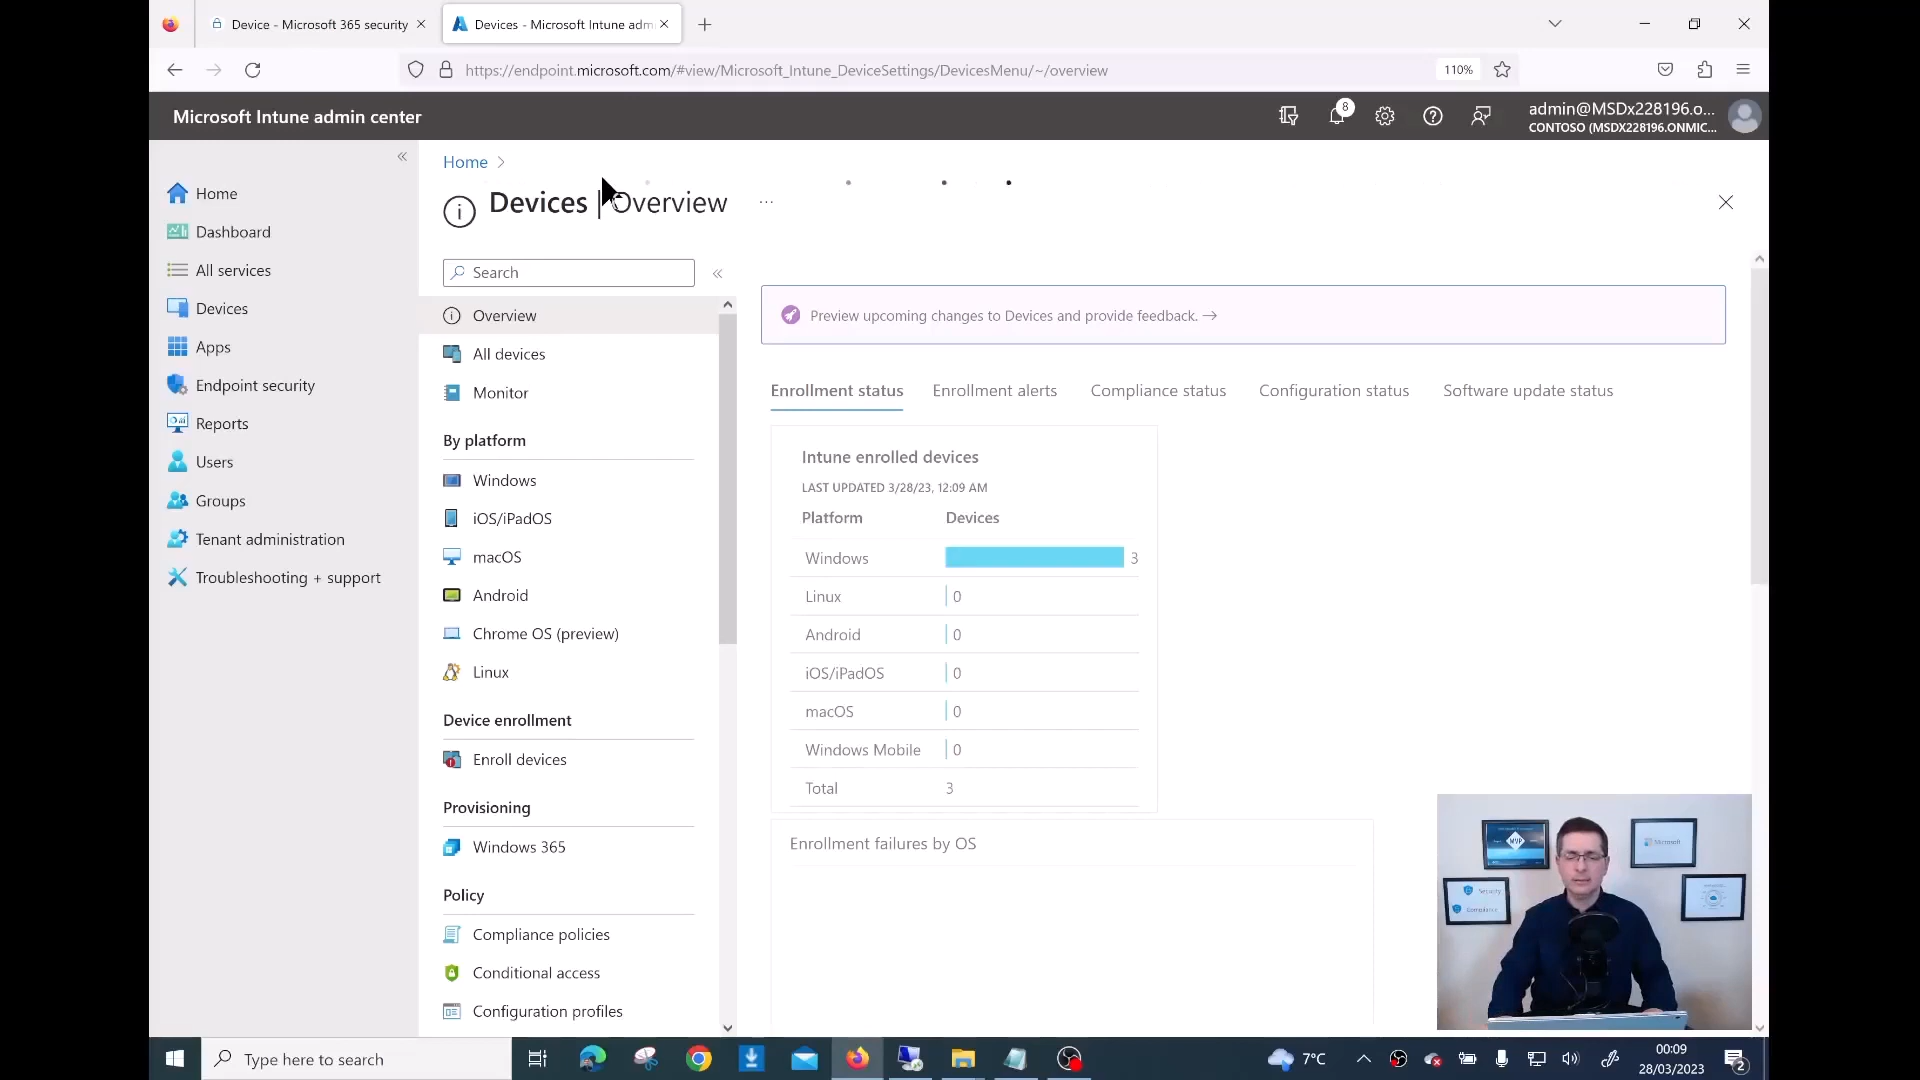 Device - Microsoft 365 security
Devices - Microsoft Intune adm
https://endpoint.microsoft.com/#view/Microsoft_Intune_DeviceSettings/DevicesMenu/~/overview
110%
Microsoft Intune admin center
8
admin@MSDx228196.o...
CONTOSO (MSDX228196.ONMIC...
Home
Dashboard
All services
Devices
Apps
Endpoint security
Reports
Users
Groups
Tenant administration
Troubleshooting + support
Home
Devices | Overview
...
Search
Overview
All devices
Monitor
By platform
Windows
iOS/iPadOS
macOS
Android
Chrome OS (preview)
Linux
Device enrollment
Enroll devices
Provisioning
Windows 365
Policy
Compliance policies
Conditional access
Configuration profiles
Preview upcoming changes to Devices and provide feedback. →
Enrollment status Enrollment alerts Compliance status Configuration status Software update status
Intune enrolled devices
LAST UPDATED 3/28/23, 12:09 AM
Platform Devices
Windows 3
Linux 0
Android 0
iOS/iPadOS 0
macOS 0
Windows Mobile 0
Total 3
Enrollment failures by OS
MVP
Microsoft
Security
Compliance
Type here to search
7°C
00:09
28/03/2023
2